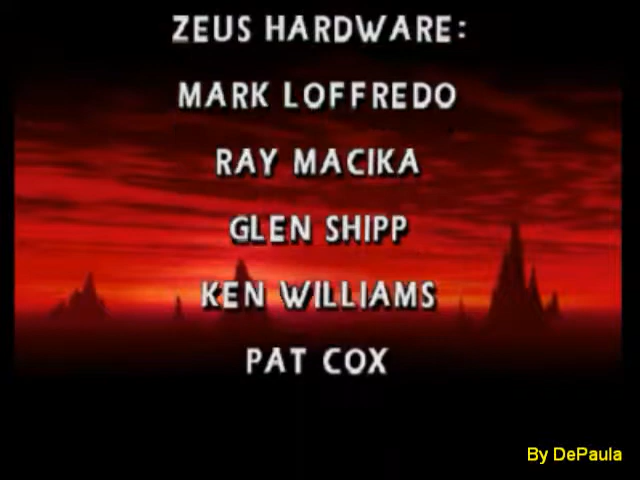 ZEUS HARDWARE:
MARK LOFFREDO
RAY MACIKA
GLEN SHIPP
KEN WILLIAMS
PAT COX
By DePaula